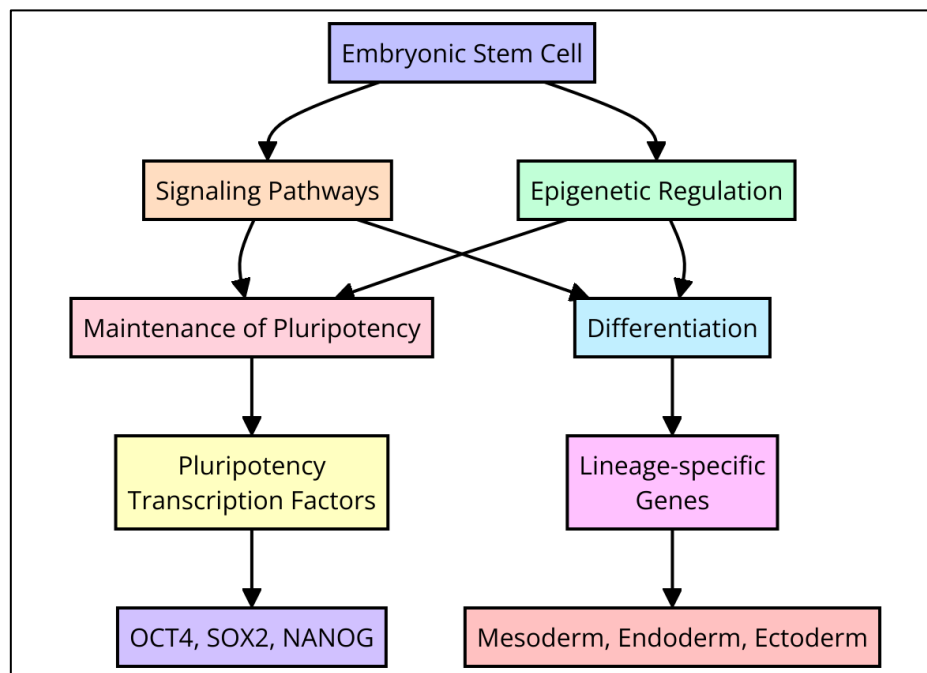 Embryonic Stem Cell
Signaling Pathways
Epigenetic Regulation
Maintenance of Pluripotency
Differentiation
Pluripotency
Transcription Factors
Lineage-specific
Genes
OCT4, SOX2, NANOG
Mesoderm, Endoderm, Ectoderm